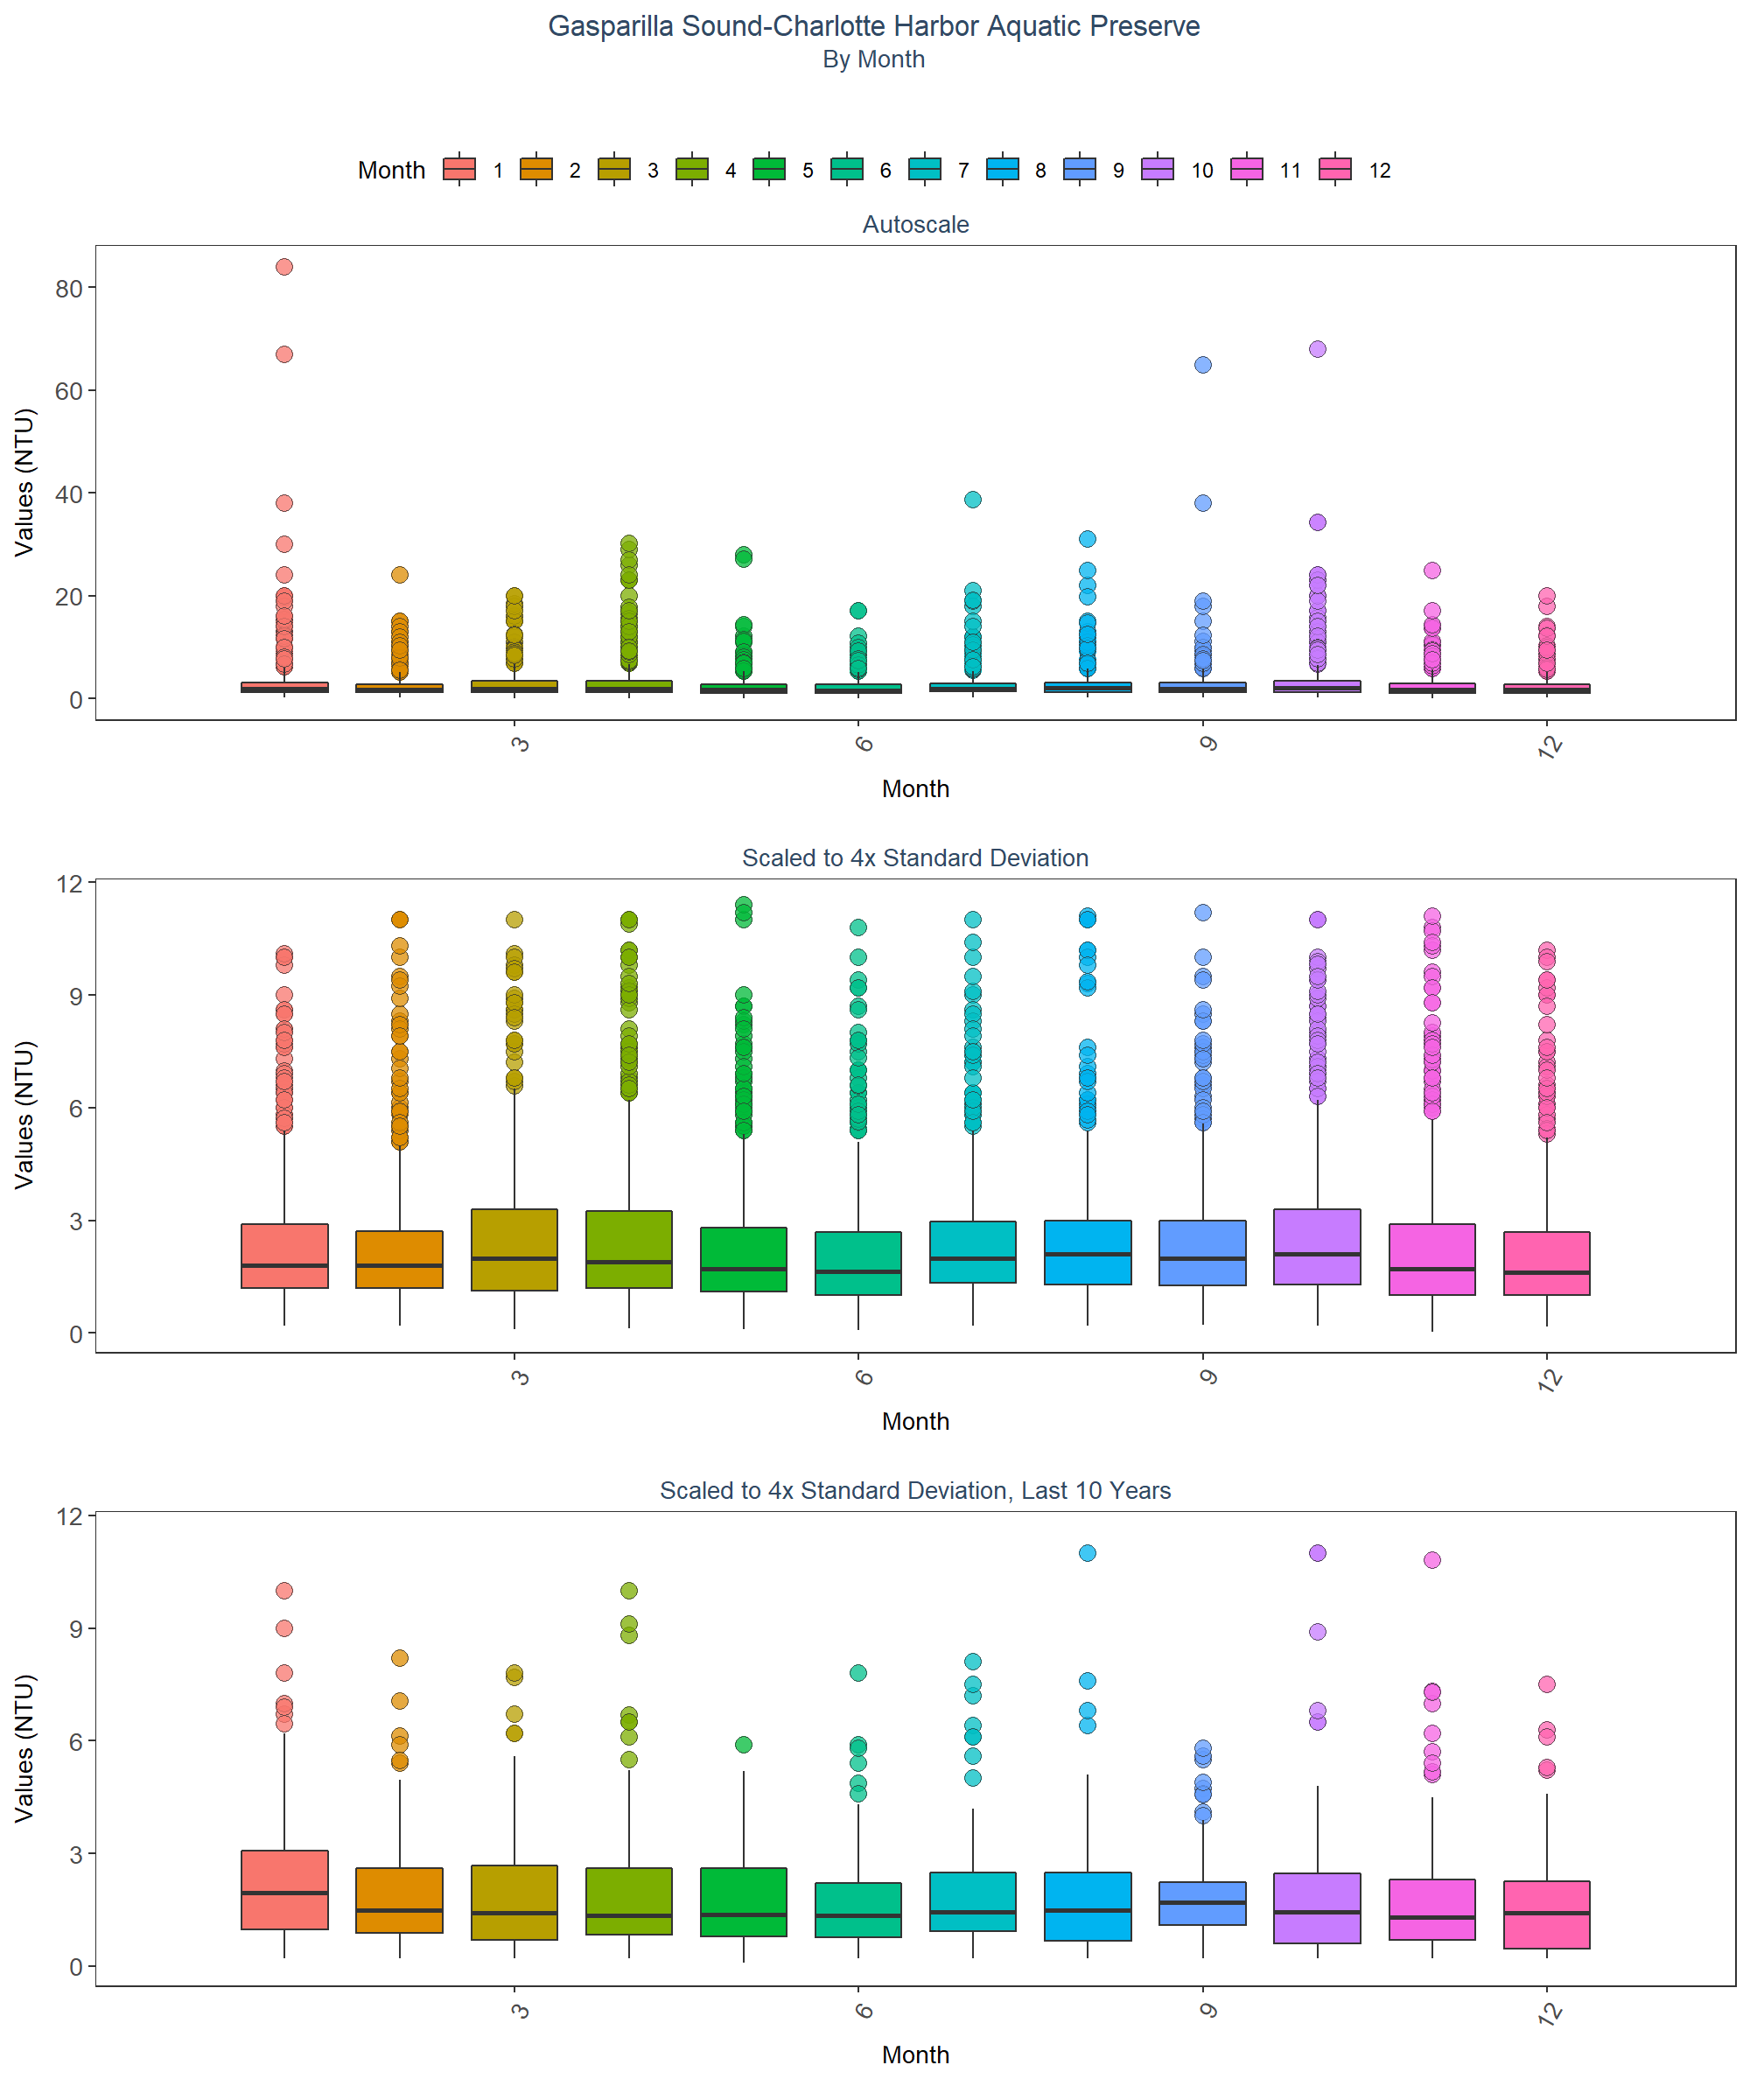 Gasparilla Sound-Charlotte Harbor Aquatic Preserve
By Month
Month 1 2 3 4 5 6 7 8 9 10 11 12
Autoscale
Values (NTU)
80
60
40
20
0
3 6 9 12
Month
Scaled to 4x Standard Deviation
Values (NTU)
12
9
6
3
0
3 6 9 12
Month
Scaled to 4x Standard Deviation, Last 10 Years
Values (NTU)
12
9
6
3
0
3 6 9 12
Month